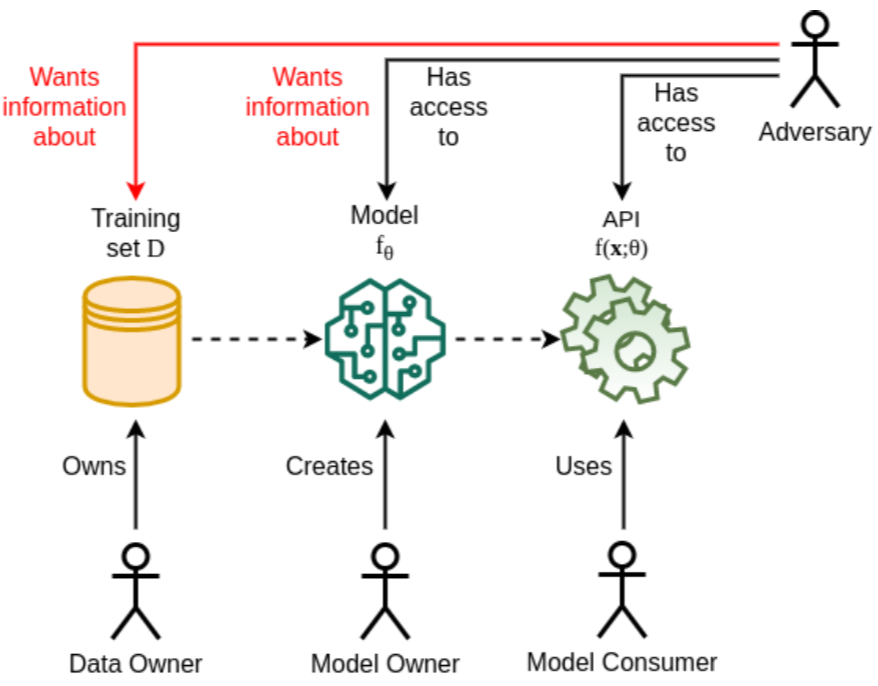 Wants
information
about
Wants
information
about
Has
access
to
Has
access
to
Adversary
Training
set D
Model
fθ
API
f(x;θ)
Owns
Creates
Uses
Data Owner
Model Owner
Model Consumer